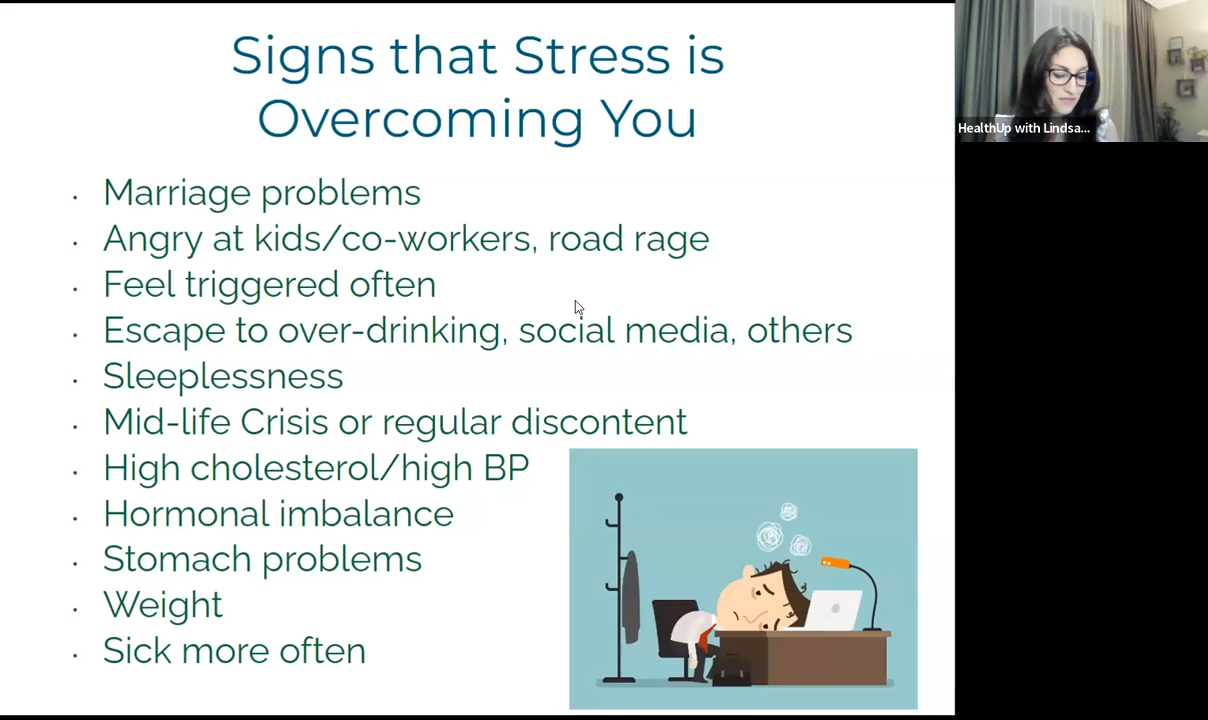 Signs that Stress is
Overcoming You
· Marriage problems
· Angry at kids/co-workers, road rage
· Feel triggered often
· Escape to over-drinking, social media, others
· Sleeplessness
· Mid-life Crisis or regular discontent
· High cholesterol/high BP
· Hormonal imbalance
· Stomach problems
· Weight
· Sick more often
HealthUp with Lindsa...